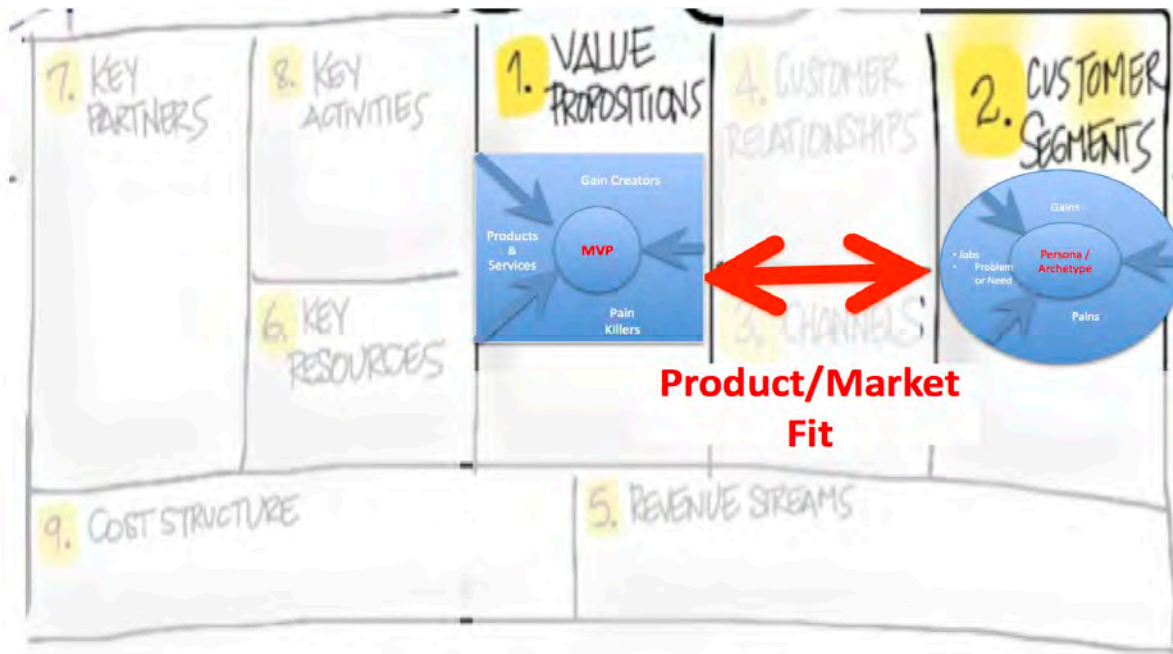 7. KEY
PARTNERS
8. KEY
ACTIVITIES
1. VALUE
PROPOSITIONS
4. CUSTOMER
RELATIONSHIPS
2. CUSTOMER
SEGMENTS
Gain Creators
Products
&
Services
MVP
Pain
Killers
Gains
• Jobs
• Problem
or Need
Persona /
Archetype
Pains
6. KEY
RESOURCES
3. CHANNELS
Product/Market
Fit
9. COST STRUCTURE
5. REVENUE STREAMS